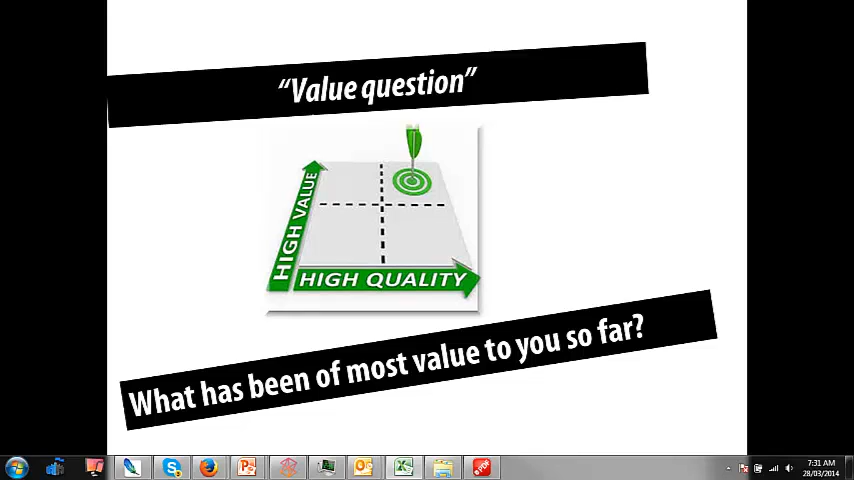 “Value question”
HIGH VALUE
HIGH QUALITY
What has been of most value to you so far?
PDF
7:31 AM
28/03/2014